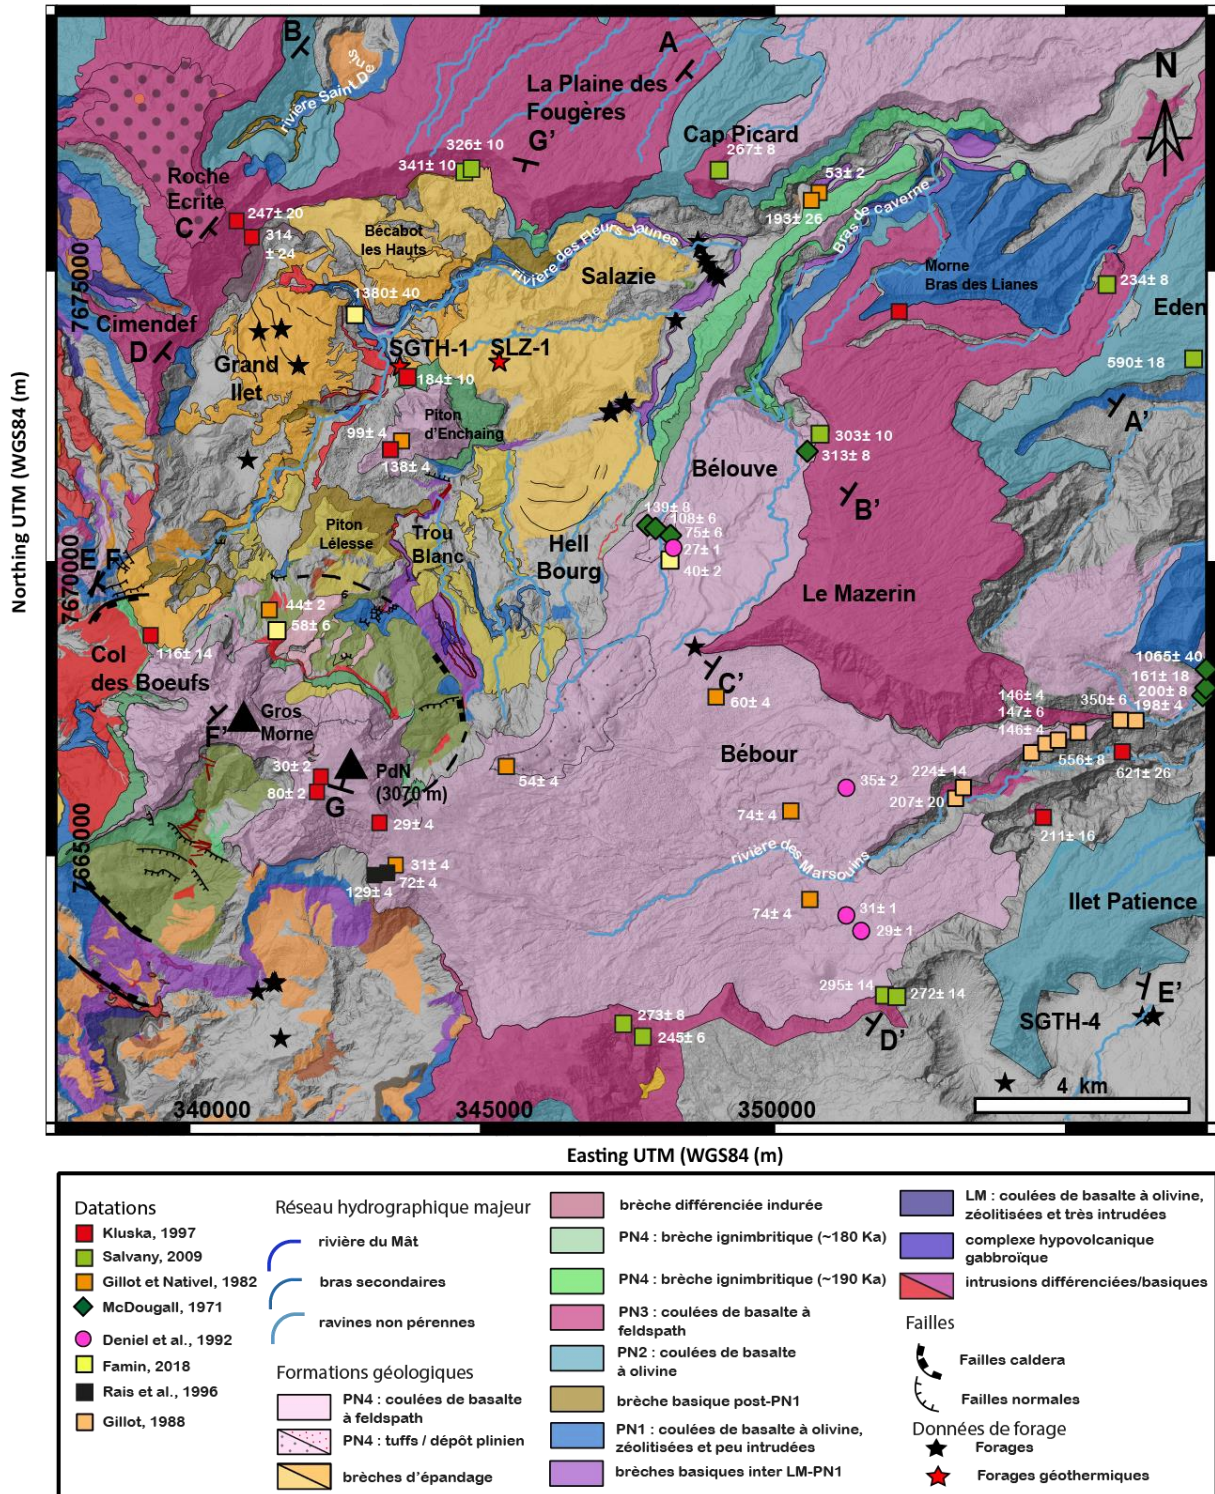 B
A
N
La Plaine des
Fougères
rivière Saint De
nis
G'
Cap Picard
326± 10
341± 10
267± 8
Roche
Ecrite
C
53± 2
193± 26
247± 20
314
± 24
Bécabot
les Hauts
rivière des Fleurs Jaunes
Bras de Caverne
Salazie
Morne
Bras des Lianes
234± 8
1380± 40
Eden
Cimendef
D
SGTH-1
SLZ-1
Grand
Ilet
184± 10
590± 18
Piton
d'Enchaing
A'
99± 4
138± 4
303± 10
313± 8
Bélouve
B'
139± 8
108± 6
75± 6
27± 1
40± 2
Piton
Lélesse
Trou
Blanc
Hell
Bourg
E
F
Le Mazerin
44± 2
58± 6
116± 14
Col
des Boeufs
1065± 40
161± 18
200± 8
198± 4
C'
146± 4
147± 6
146± 4
350± 6
60± 4
Gros
Morne
F'
Bébour
556± 8
621± 26
30± 2
80± 2
PdN
(3070 m)
G
54± 4
35± 2
224± 14
207± 20
74± 4
211± 16
29± 4
rivière des Marsouins
31± 4
72± 4
129± 4
74± 4
31± 1
29± 1
Ilet Patience
295± 14
272± 14
E'
273± 8
245± 6
D'
SGTH-4
4 km
7675000
7670000
7665000
Northing UTM (WGS84 (m)
340000
345000
350000
Easting UTM (WGS84 (m)
Datations
Kluska, 1997
Salvany, 2009
Gillot et Nativel, 1982
McDougall, 1971
Deniel et al., 1992
Famin, 2018
Rais et al., 1996
Gillot, 1988
Réseau hydrographique majeur
rivière du Mât
bras secondaires
ravines non pérennes
Formations géologiques
PN4 : coulées de basalte
à feldspath
PN4 : tuffs / dépôt plinien
brèches d'épandage
brèche différenciée indurée
PN4 : brèche ignimbritique (~180 Ka)
PN4 : brèche ignimbritique (~190 Ka)
PN3 : coulées de basalte à
feldspath
PN2 : coulées de basalte
à olivine
brèche basique post-PN1
PN1 : coulées de basalte à olivine,
zéolitisées et peu intrudées
brèches basiques inter LM-PN1
LM : coulées de basalte à olivine,
zéolitisées et très intrudées
complexe hypovolcanique
gabbroïque
intrusions différenciées/basiques
Failles
Failles caldera
Failles normales
Données de forage
Forages
Forages géothermiques